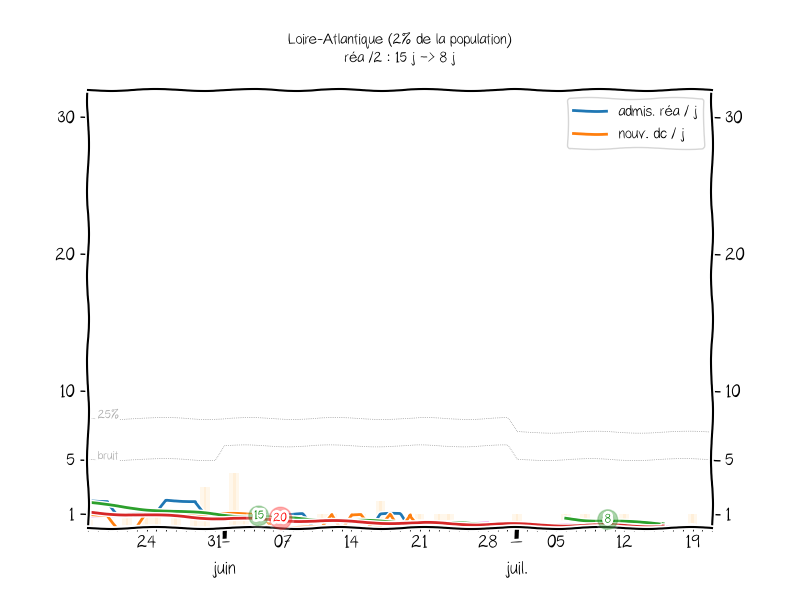 Loire-Atlantique (2% de la population)
réa /2 : 15 j -> 8 j
admis. réa / j
nouv. dc / j
30 30
20 20
10 10
25%
5 5
bruit
1 1
15 20 8
24 31 07 14 21 28 05 12 19
juin juil.